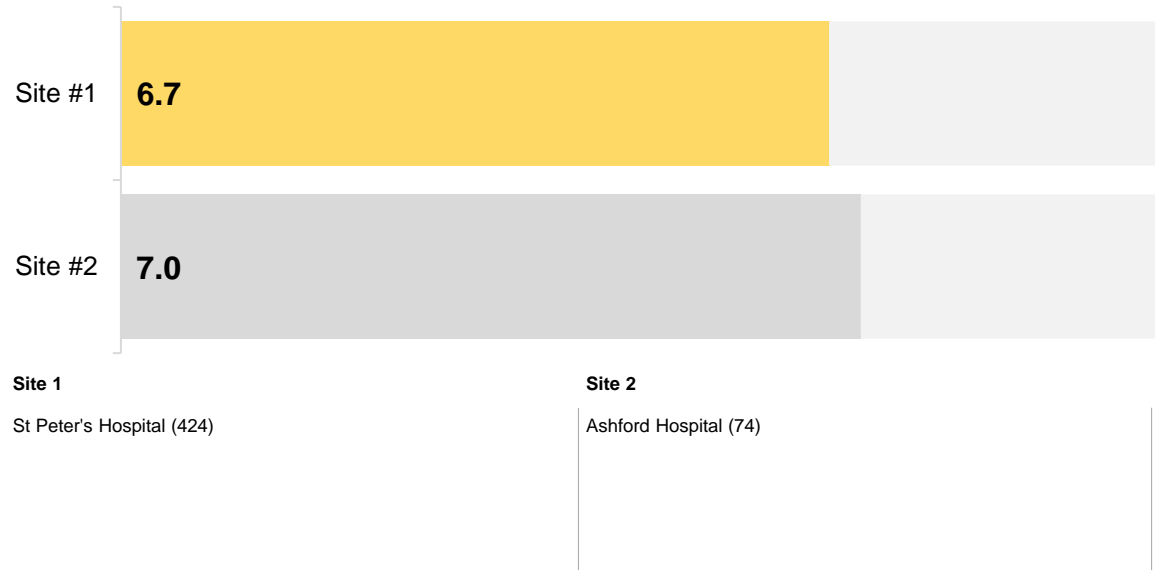 Site #1 6.7
Site #2 7.0
Site 1
St Peter's Hospital (424)
Site 2
Ashford Hospital (74)